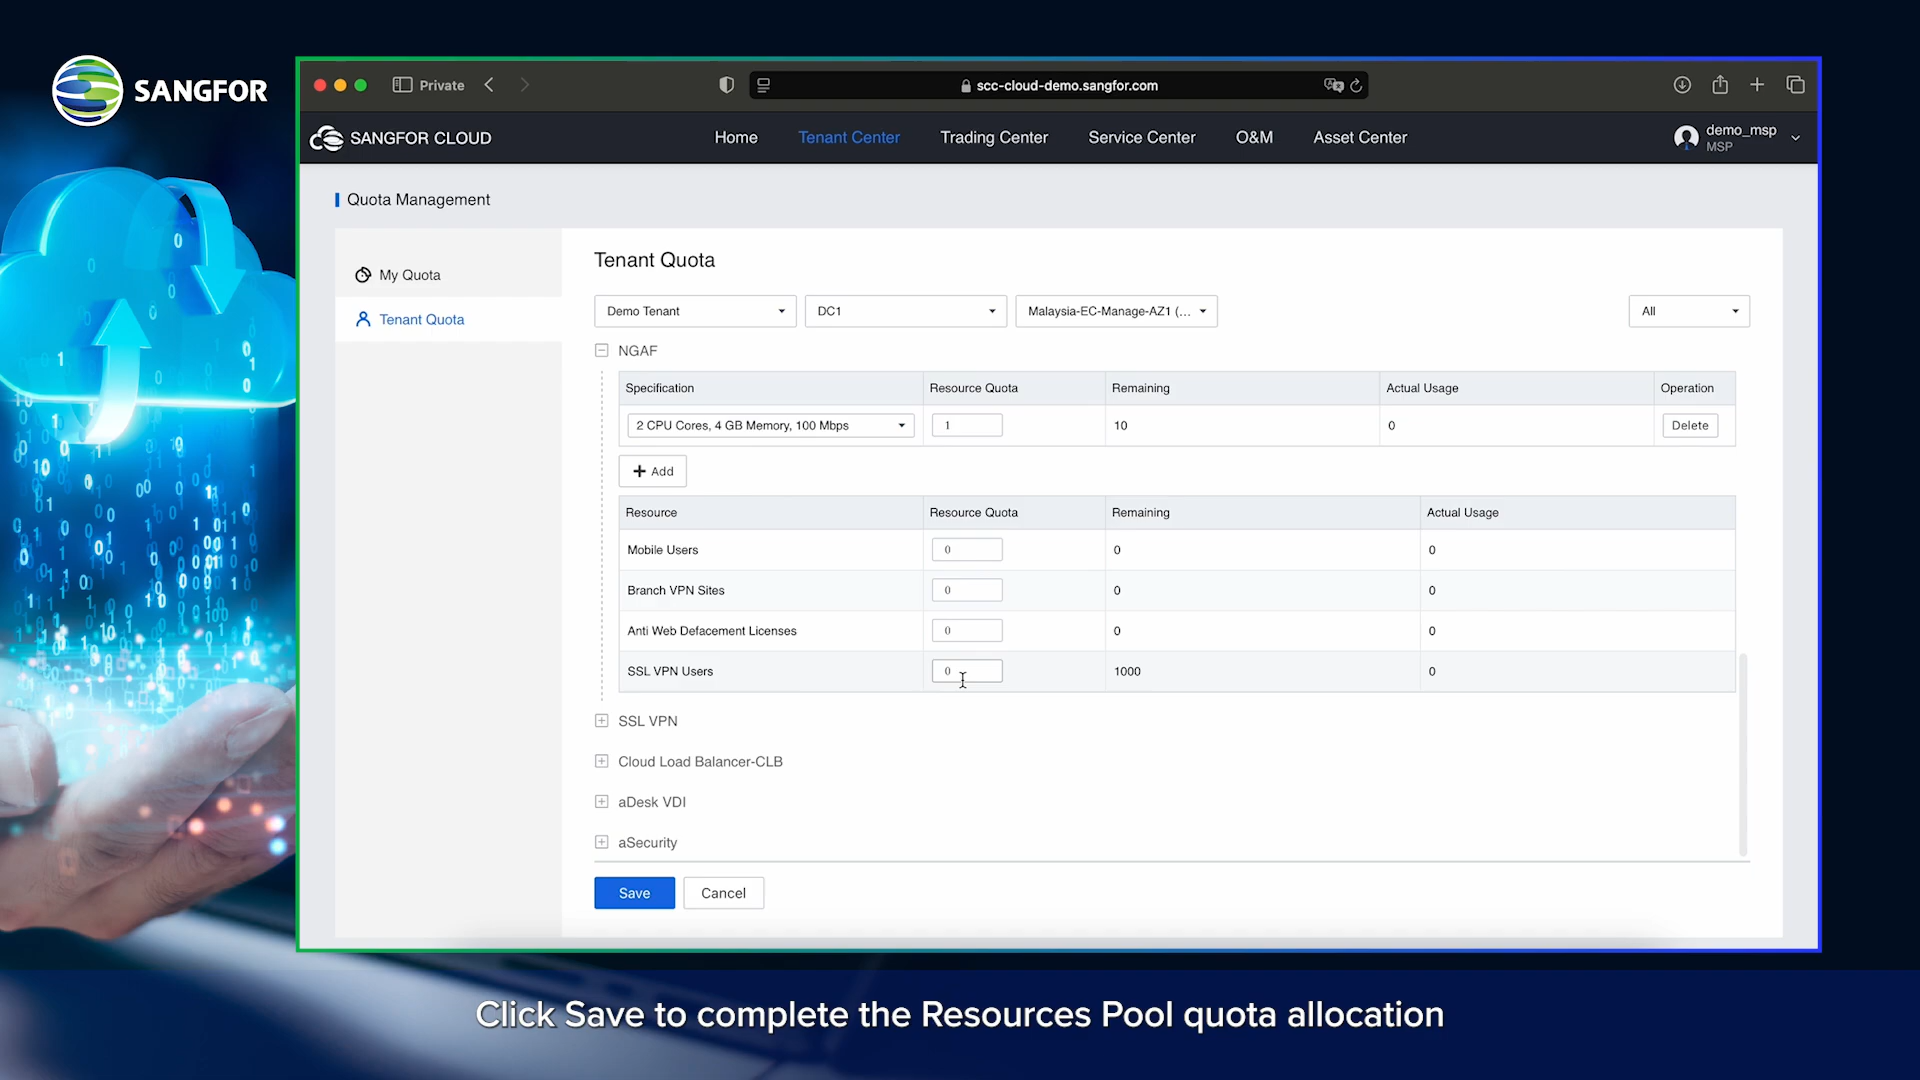 SANGFOR
Private
scc-cloud-demo.sangfor.com
SANGFOR CLOUD
Home
Tenant Center
Trading Center
Service Center
O&M
Asset Center
demo_msp
MSP
Quota Management
My Quota
Tenant Quota
Tenant Quota
Demo Tenant
DC1
Malaysia-EC-Manage-AZ1 (...
All
NGAF
Specification Resource Quota Remaining Actual Usage Operation
2 CPU Cores, 4 GB Memory, 100 Mbps 1 10 0 Delete
Add
Resource Resource Quota Remaining Actual Usage
Mobile Users 0 0 0
Branch VPN Sites 0 0 0
Anti Web Defacement Licenses 0 0 0
SSL VPN Users 0 1000 0
SSL VPN
Cloud Load Balancer-CLB
aDesk VDI
aSecurity
Save
Cancel
Click Save to complete the Resources Pool quota allocation